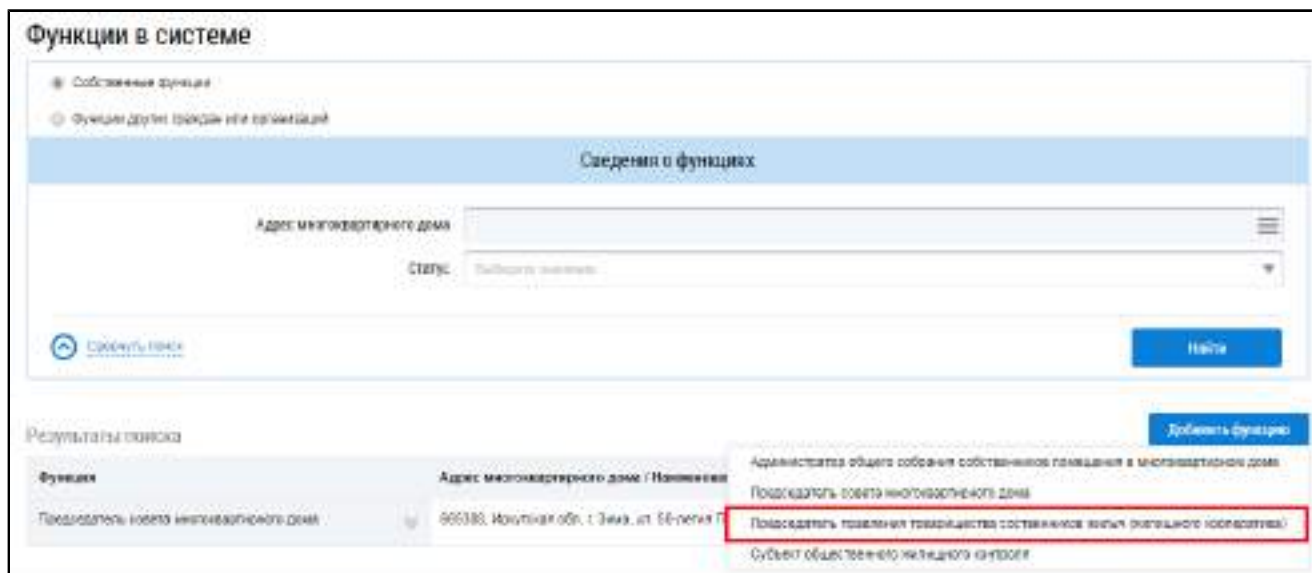 Функции в системе
Собственные функции
Функции других граждан или организаций
Сведения о функциях
Адрес многоквартирного дома
Статус
Выберите значение
Свернуть поиск
Найти
Результаты поиска
Добавить функцию
Функция
Адрес многоквартирного дома / Наименова
Администратор общего собрания собственников помещений в многоквартирном доме
Председатель совета многоквартирного дома
Председатель совета многоквартирного дома
Иркутская обл, г. Зима, ул. 50-летия П
Председатель правления товарищества собственников жилья (жилищного кооператива)
Субъект общественного жилищного контроля